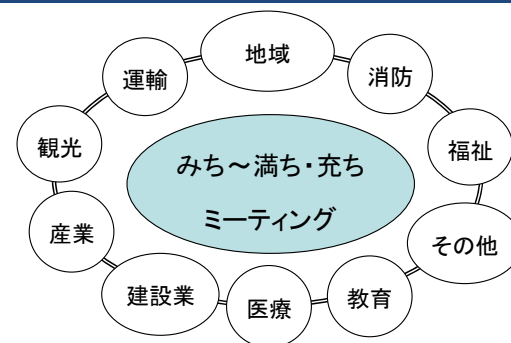 地域
運輸
消防
観光
福祉
みち～満ち・充ち
ミーティング
産業
その他
建設業
医療
教育